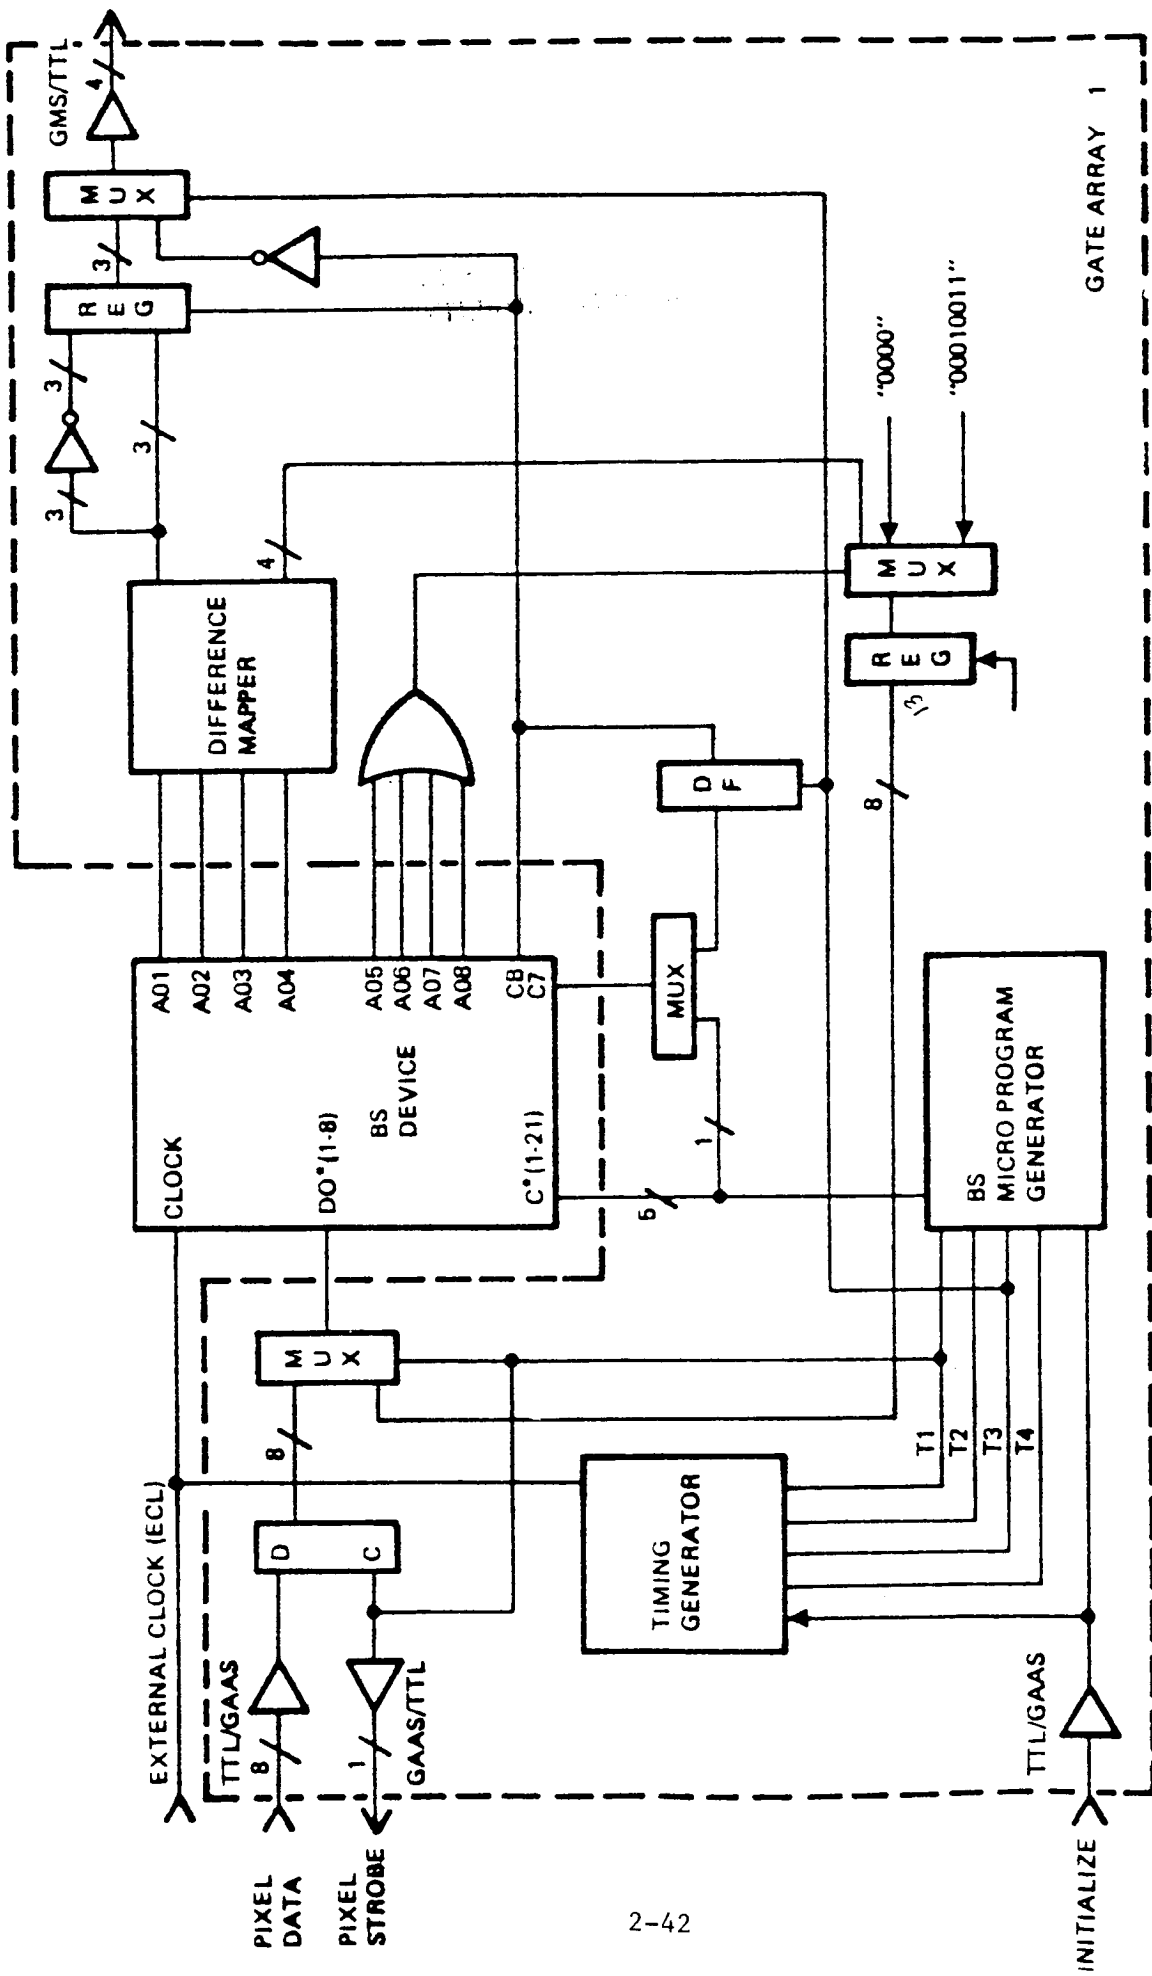 EXTERNAL CLOCK (ECL)
PIXEL
DATA
8
TTL/GAAS
D
C
8
M
U
X
PIXEL
STROBE
1
GAAS/TTL
TIMING
GENERATOR
T1
T2
T3
T4
INITIALIZE
TTL/GAAS
CLOCK
DO*(1-8)
BS
DEVICE
C*(1-21)
A01
A02
A03
A04
A05
A06
A07
A08
CB
C7
5
1
MUX
D
F
BS
MICRO PROGRAM
GENERATOR
DIFFERENCE
MAPPER
4
3
3
3
R
E
G
3
M
U
X
4
GMS/TTL
8
R
E
G
M
U
X
"0000"
"00010011"
GATE ARRAY 1
2-42